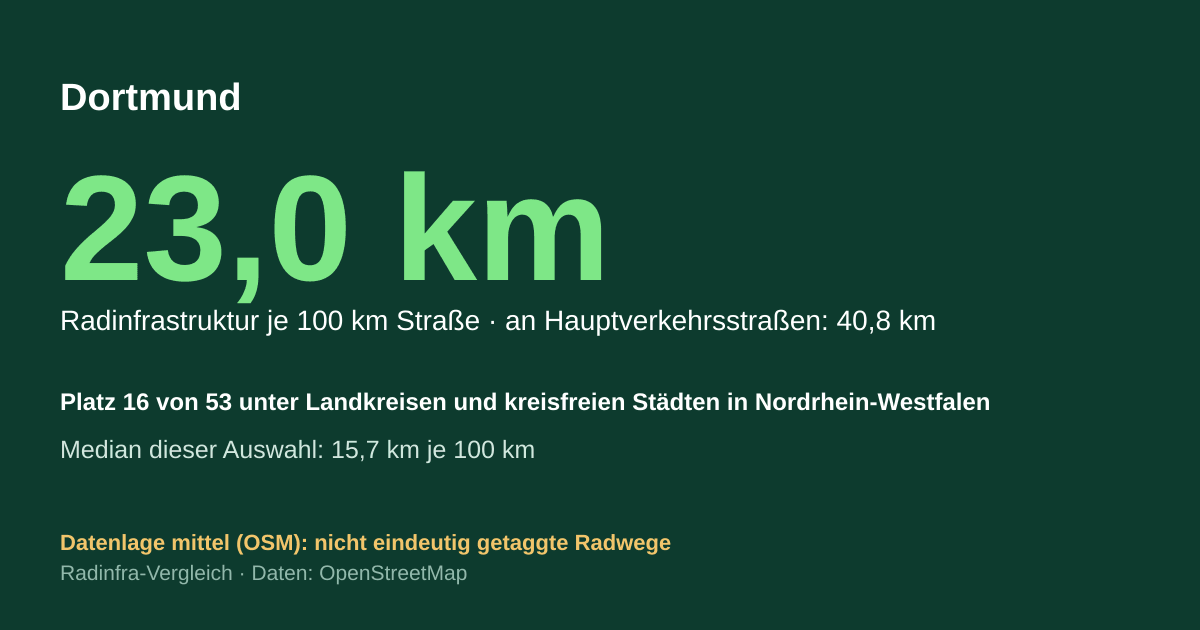 Dortmund
23,0 km
Radinfrastruktur je 100 km Straße · an Hauptverkehrsstraßen: 40,8 km
Platz 16 von 53 unter Landkreisen und kreisfreien Städten in Nordrhein-Westfalen
Median dieser Auswahl: 15,7 km je 100 km
Datenlage mittel (OSM): nicht eindeutig getaggte Radwege
Radinfra-Vergleich · Daten: OpenStreetMap